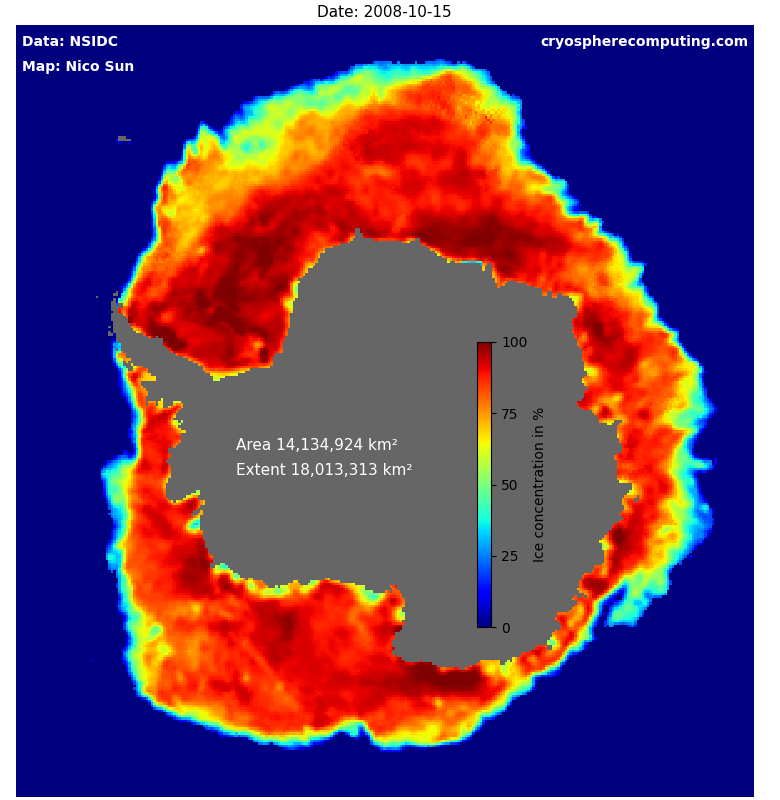 Date: 2008-10-15
Data: NSIDC
cryospherecomputing.com
Map: Nico Sun
100
75
50
25
0
Ice concentration in %
Area 14,134,924 km²
Extent 18,013,313 km²